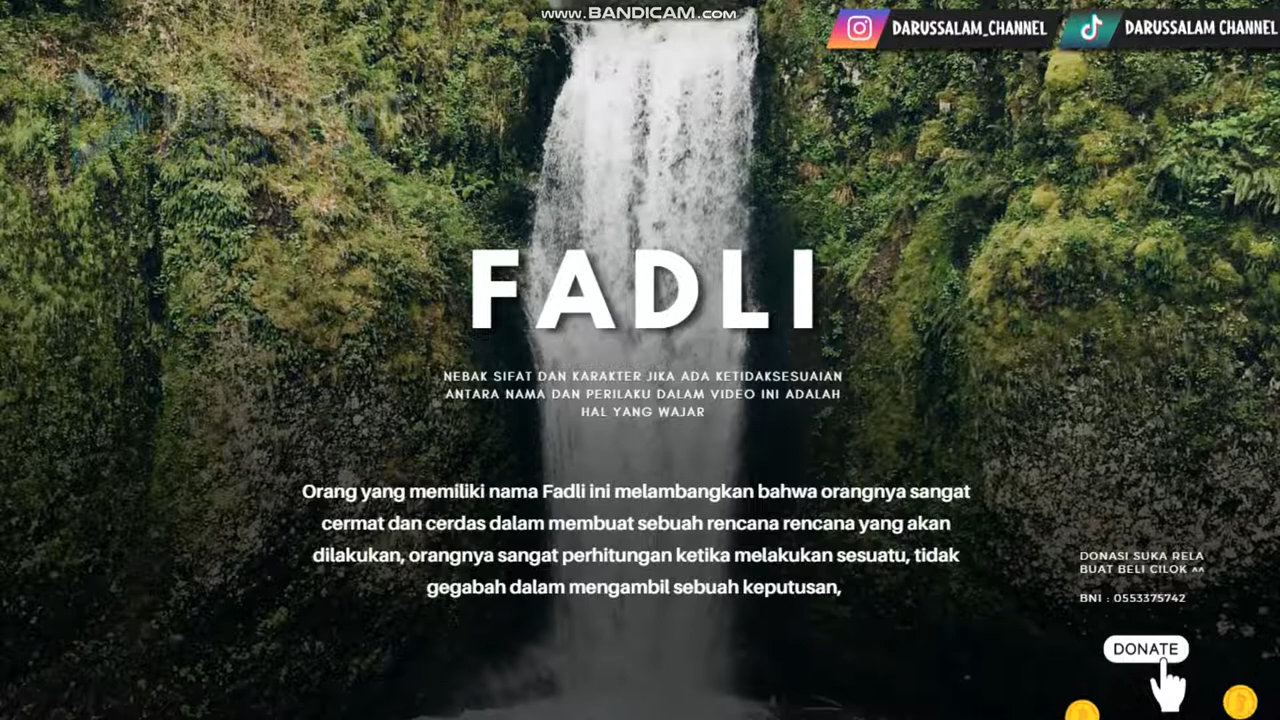 www.BANDICAM.com
DARUSSALAM_CHANNEL
DARUSSALAM CHANNEL
FADLI
NEBAK SIFAT DAN KARAKTER JIKA ADA KETIDAKSESUAIAN
ANTARA NAMA DAN PERILAKU DALAM VIDEO INI ADALAH
HAL YANG WAJAR
Orang yang memiliki nama Fadli ini melambangkan bahwa orangnya sangat
cermat dan cerdas dalam membuat sebuah rencana rencana yang akan
dilakukan, orangnya sangat perhitungan ketika melakukan sesuatu, tidak
gegabah dalam mengambil sebuah keputusan,
DONASI SUKA RELA
BUAT BELI CILOK ^^
BNI : 0553375742
DONATE